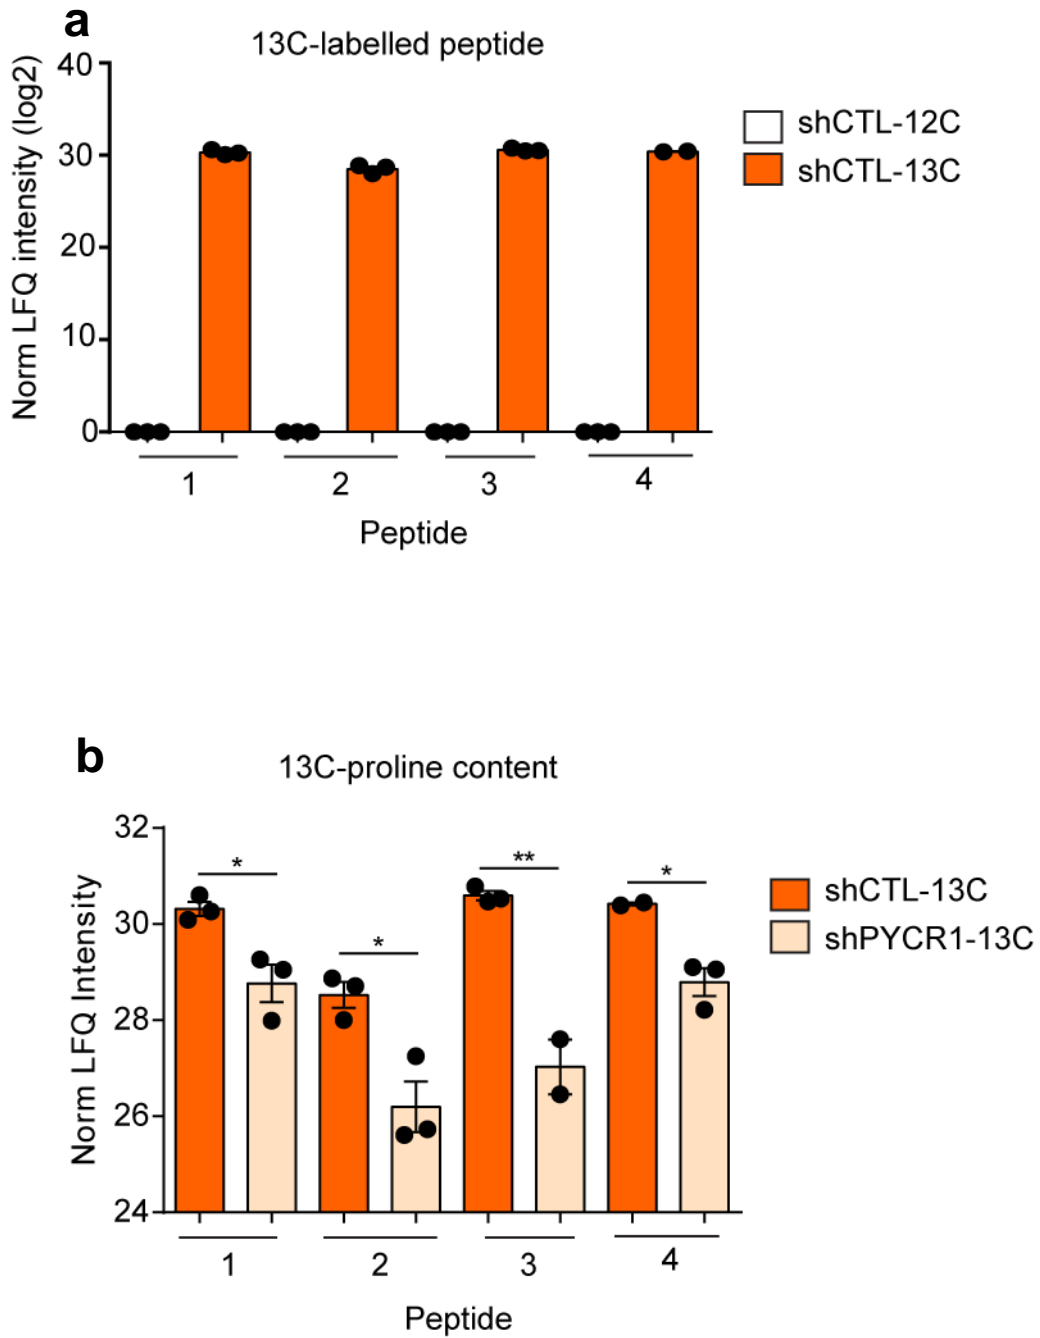 a
13C-labelled peptide
Norm LFQ intensity (log2)
40
30
20
10
0
shCTL-12C
shCTL-13C
1 2 3 4
Peptide
b
13C-proline content
Norm LFQ Intensity
32
30
28
26
24
* * ** *
shCTL-13C
shPYCR1-13C
1 2 3 4
Peptide